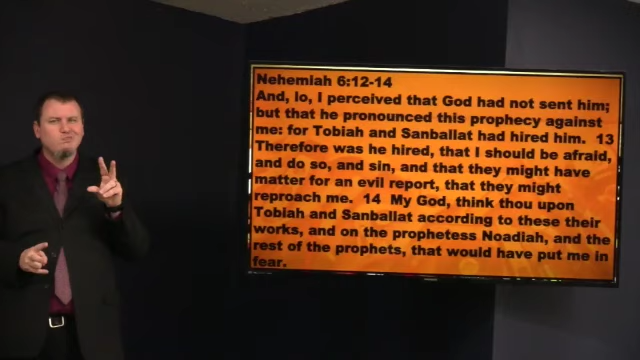 Nehemiah 6:12-14
And, lo, I perceived that God had not sent him;
but that he pronounced this prophecy against
me: for Tobiah and Sanballat had hired him.  13
Therefore was he hired, that I should be afraid,
and do so, and sin, and that they might have
matter for an evil report, that they might
reproach me.  14  My God, think thou upon
Tobiah and Sanballat according to these their
works, and on the prophetess Noadiah, and the
rest of the prophets, that would have put me in
fear.